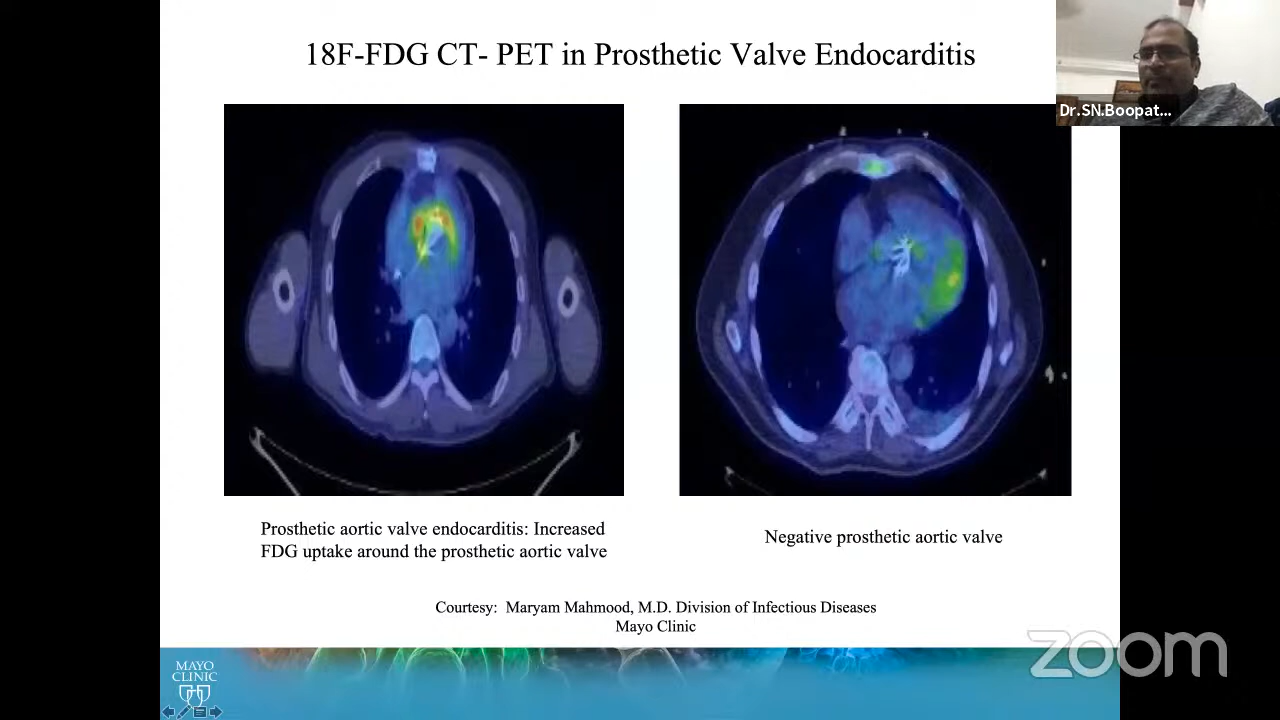 18F-FDG CT- PET in Prosthetic Valve Endocarditis
Dr.SN.Boopat...
Prosthetic aortic valve endocarditis: Increased
FDG uptake around the prosthetic aortic valve
Negative prosthetic aortic valve
Courtesy: Maryam Mahmood, M.D. Division of Infectious Diseases
Mayo Clinic
zoom
MAYO
CLINIC